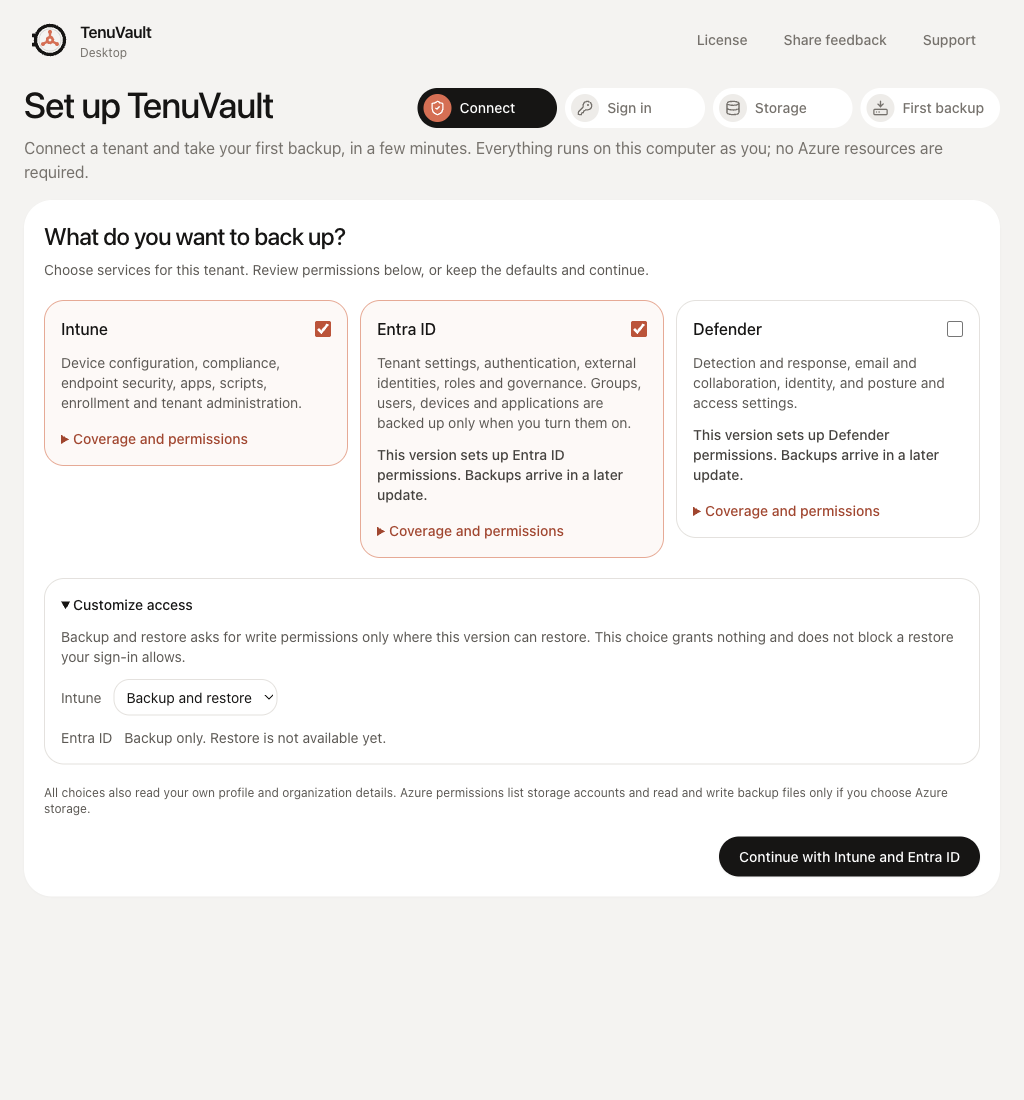 TenuVault
Desktop
License
Share feedback
Support
Set up TenuVault
Connect
Sign in
Storage
First backup
Connect a tenant and take your first backup, in a few minutes. Everything runs on this computer as you; no Azure resources are
required.
What do you want to back up?
Choose services for this tenant. Review permissions below, or keep the defaults and continue.
Intune
Device configuration, compliance,
endpoint security, apps, scripts,
enrollment and tenant administration.
Coverage and permissions
Entra ID
Tenant settings, authentication, external
identities, roles and governance. Groups,
users, devices and applications are
backed up only when you turn them on.
This version sets up Entra ID
permissions. Backups arrive in a later
update.
Coverage and permissions
Defender
Detection and response, email and
collaboration, identity, and posture and
access settings.
This version sets up Defender
permissions. Backups arrive in a later
update.
Coverage and permissions
Customize access
Backup and restore asks for write permissions only where this version can restore. This choice grants nothing and does not block a restore
your sign-in allows.
Intune Backup and restore
Entra ID Backup only. Restore is not available yet.
All choices also read your own profile and organization details. Azure permissions list storage accounts and read and write backup files only if you choose Azure
storage.
Continue with Intune and Entra ID